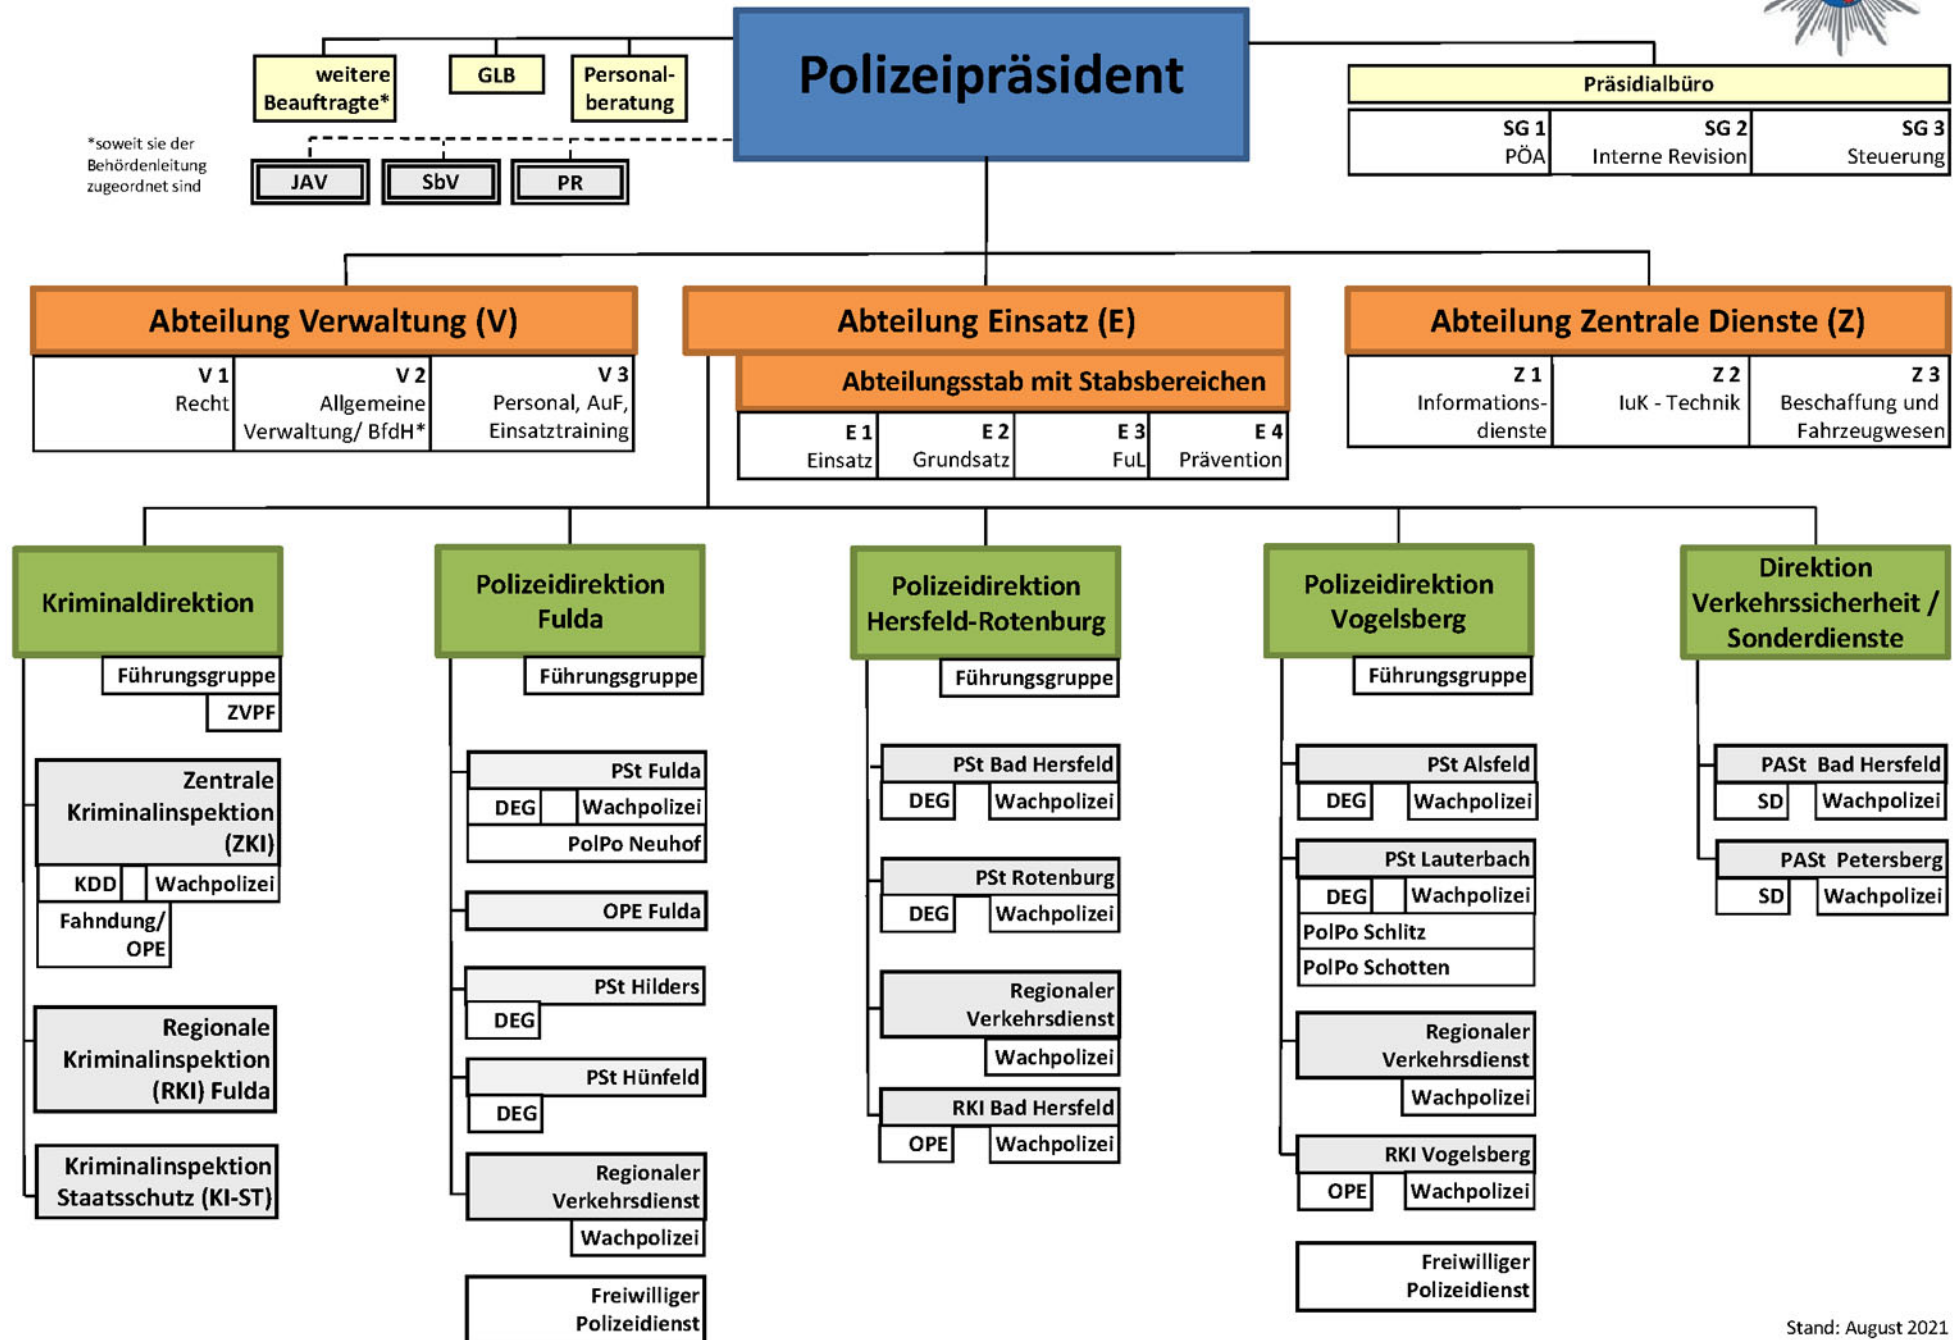 Polizeipräsident
weitere
Beauftragte*
GLB
Personal-
beratung
*soweit sie der
Behördenleitung
zugeordnet sind
JAV
SbV
PR
Präsidialbüro
SG 1
PÖA
SG 2
Interne Revision
SG 3
Steuerung
Abteilung Verwaltung (V)
V 1
Recht
V 2
Allgemeine
Verwaltung/ BfdH*
V 3
Personal, AuF,
Einsatztraining
Abteilung Einsatz (E)
Abteilungsstab mit Stabsbereichen
E 1
Einsatz
E 2
Grundsatz
E 3
FuL
E 4
Prävention
Abteilung Zentrale Dienste (Z)
Z 1
Informations-
dienste
Z 2
IuK - Technik
Z 3
Beschaffung und
Fahrzeugwesen
Kriminaldirektion
Führungsgruppe
ZVPF
Zentrale
Kriminalinspektion
(ZKI)
KDD
Wachpolizei
Fahndung/
OPE
Regionale
Kriminalinspektion
(RKI) Fulda
Kriminalinspektion
Staatsschutz (KI-ST)
Polizeidirektion
Fulda
Führungsgruppe
PSt Fulda
DEG
Wachpolizei
PolPo Neuhof
OPE Fulda
PSt Hilders
DEG
PSt Hünfeld
DEG
Regionaler
Verkehrsdienst
Wachpolizei
Freiwilliger
Polizeidienst
Polizeidirektion
Hersfeld-Rotenburg
Führungsgruppe
PSt Bad Hersfeld
DEG
Wachpolizei
PSt Rotenburg
DEG
Wachpolizei
Regionaler
Verkehrsdienst
Wachpolizei
RKI Bad Hersfeld
OPE
Wachpolizei
Polizeidirektion
Vogelsberg
Führungsgruppe
PSt Alsfeld
DEG
Wachpolizei
PSt Lauterbach
DEG
Wachpolizei
PolPo Schlitz
PolPo Schotten
Regionaler
Verkehrsdienst
Wachpolizei
RKI Vogelsberg
OPE
Wachpolizei
Freiwilliger
Polizeidienst
Direktion
Verkehrssicherheit /
Sonderdienste
PASt Bad Hersfeld
SD
Wachpolizei
PASt Petersberg
SD
Wachpolizei
Stand: August 2021